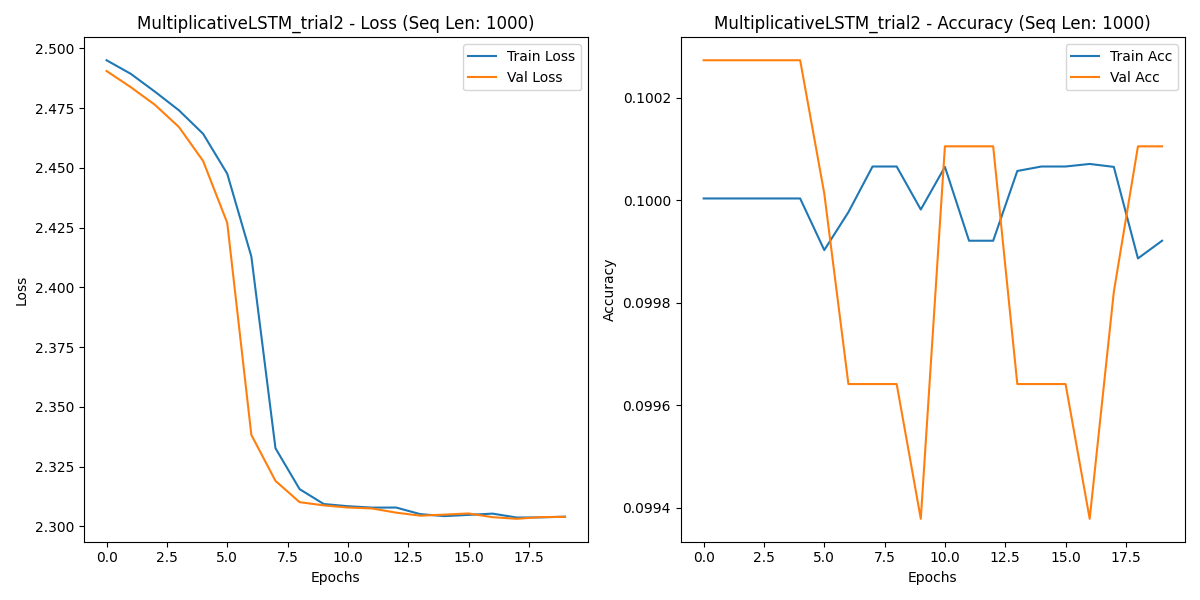 MultiplicativeLSTM_trial2 - Loss (Seq Len: 1000)
Train Loss
Val Loss
2.500
2.475
2.450
2.425
2.400
2.375
2.350
2.325
2.300
Loss
0.0 2.5 5.0 7.5 10.0 12.5 15.0 17.5
Epochs
MultiplicativeLSTM_trial2 - Accuracy (Seq Len: 1000)
Train Acc
Val Acc
0.1002
0.1000
0.0998
0.0996
0.0994
Accuracy
0.0 2.5 5.0 7.5 10.0 12.5 15.0 17.5
Epochs